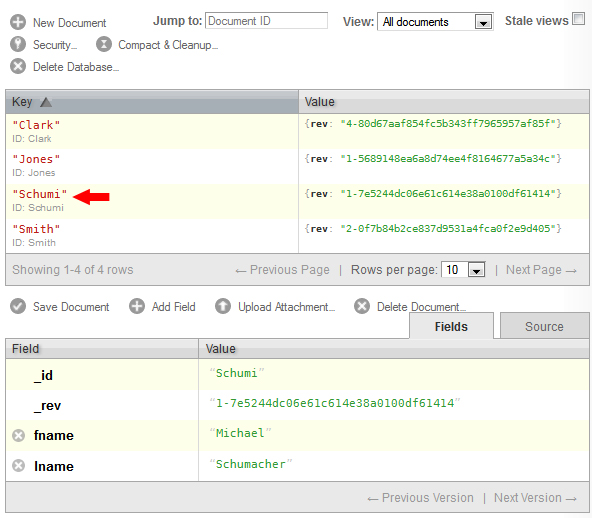 New Document Jump to: Document ID View: All documents Stale views
Security... Compact & Cleanup...
Delete Database...
Key Value
"Clark" {rev: "4-80d67aaf854fc5b343ff7965957af85f"}
ID: Clark
"Jones" {rev: "1-5689148ea6a8d74ee4f8164677a5a34c"}
ID: Jones
"Schumi" {rev: "1-7e5244dc06e61c614e38a0100df61414"}
ID: Schumi
"Smith" {rev: "2-0f7b84b2ce837d9531a4fca0f2e9d405"}
ID: Smith
Showing 1-4 of 4 rows ← Previous Page | Rows per page: 10 | Next Page →
Save Document Add Field Upload Attachment... Delete Document...
Fields Source
Field Value
_id "Schumi"
_rev "1-7e5244dc06e61c614e38a0100df61414"
fname "Michael"
lname "Schumacher"
← Previous Version | Next Version →